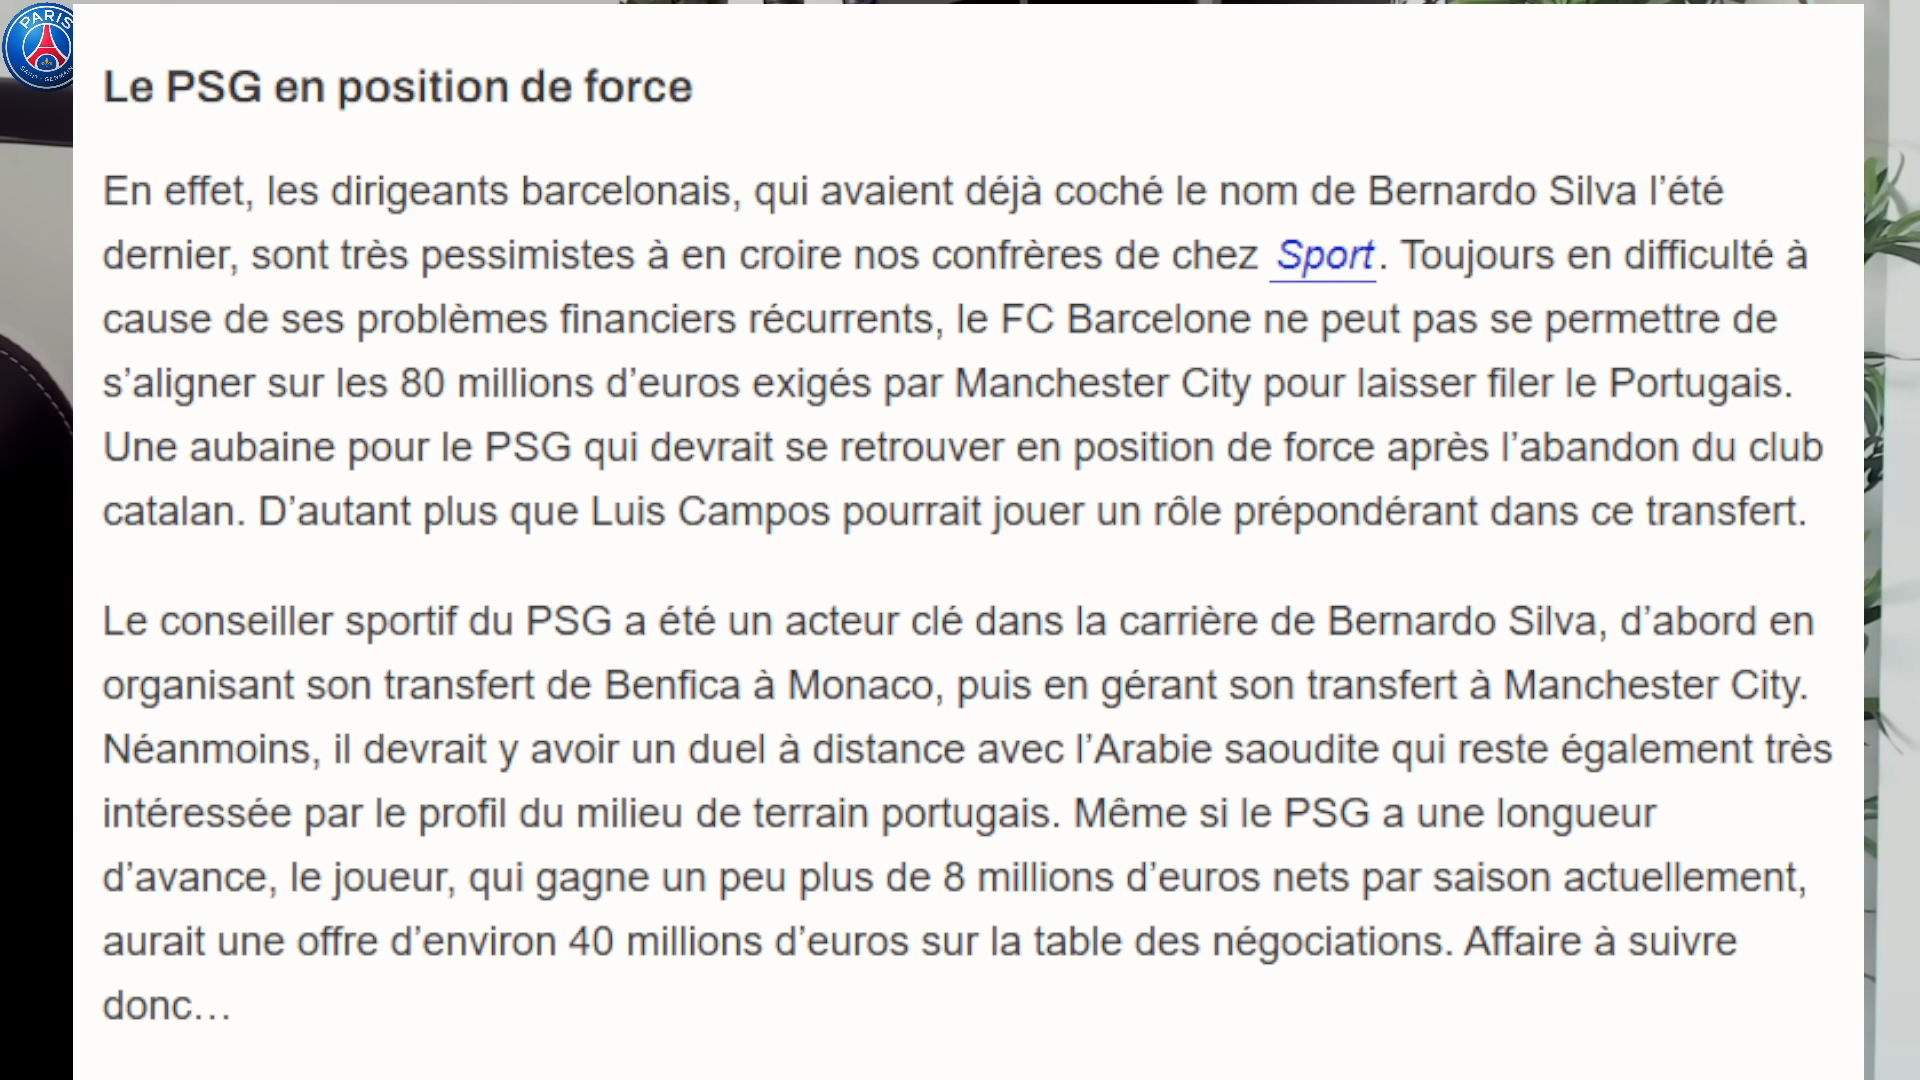 PARIS
SAINT-GERMAIN
Le PSG en position de force
En effet, les dirigeants barcelonais, qui avaient déjà coché le nom de Bernardo Silva l’été
dernier, sont très pessimistes à en croire nos confrères de chez Sport. Toujours en difficulté à
cause de ses problèmes financiers récurrents, le FC Barcelone ne peut pas se permettre de
s’aligner sur les 80 millions d’euros exigés par Manchester City pour laisser filer le Portugais.
Une aubaine pour le PSG qui devrait se retrouver en position de force après l’abandon du club
catalan. D’autant plus que Luis Campos pourrait jouer un rôle prépondérant dans ce transfert.
Le conseiller sportif du PSG a été un acteur clé dans la carrière de Bernardo Silva, d’abord en
organisant son transfert de Benfica à Monaco, puis en gérant son transfert à Manchester City.
Néanmoins, il devrait y avoir un duel à distance avec l’Arabie saoudite qui reste également très
intéressée par le profil du milieu de terrain portugais. Même si le PSG a une longueur
d’avance, le joueur, qui gagne un peu plus de 8 millions d’euros nets par saison actuellement,
aurait une offre d’environ 40 millions d’euros sur la table des négociations. Affaire à suivre
donc…